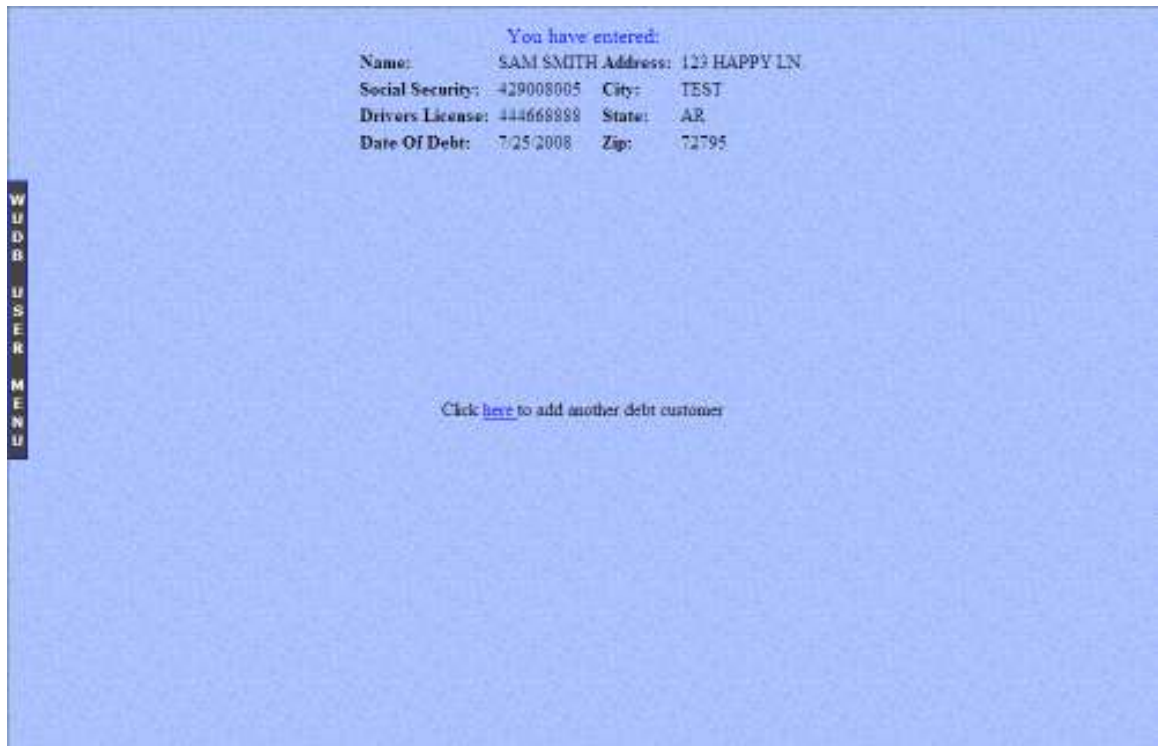 You have entered:
Name: SAM SMITH Address: 123 HAPPY LN.
Social Security: 429008005 City: TEST
Drivers License: 444668888 State: AR
Date Of Debt: 7/25/2008 Zip: 72795
WUDB USER MENU
Click here to add another debt customer